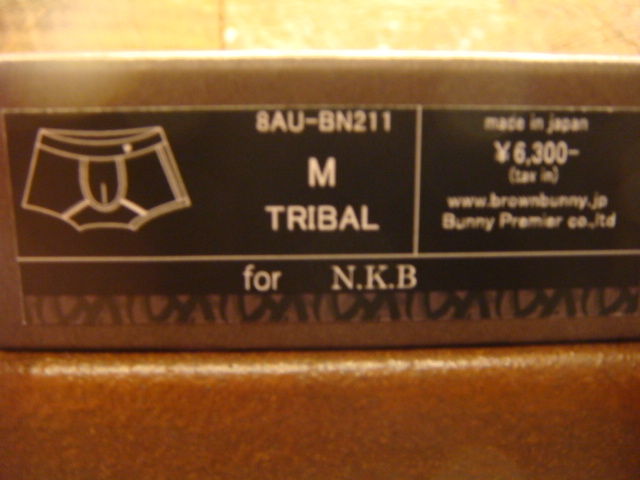 8AU-BN211
M
TRIBAL
made in japan
¥6,300-
(tax in)
www.brownbunny.jp
Bunny Premier co,/ltd
for N.K.B